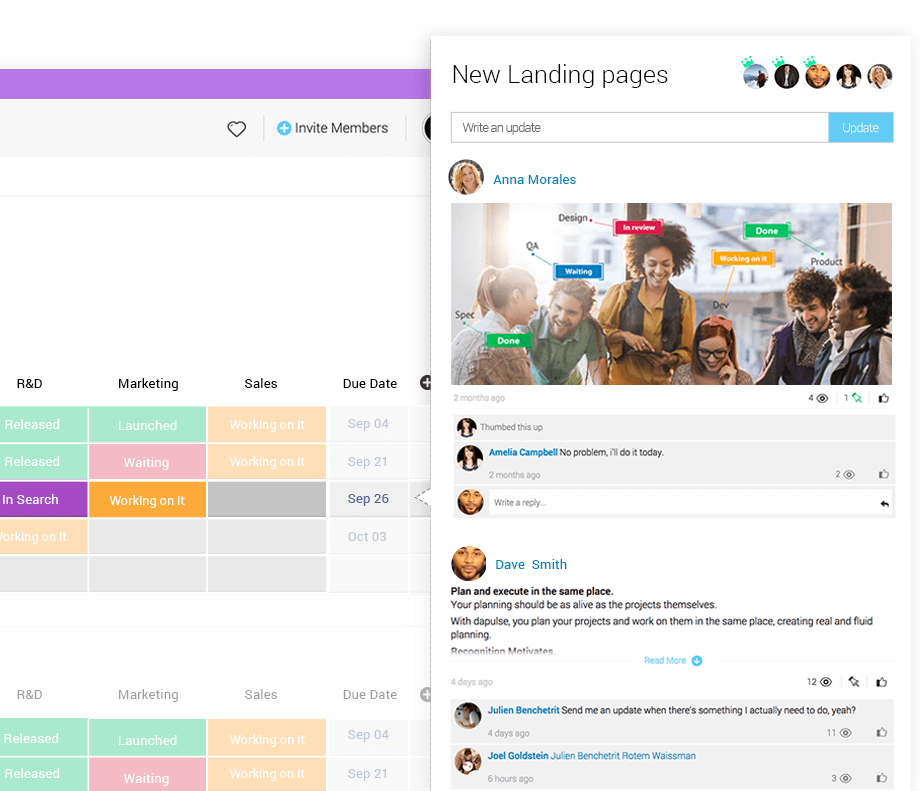 New Landing pages
Invite Members
Write an update
Update
Anna Morales
Design
In review
Done
QA
Waiting
Working on it
Product
Spec
Dev
Done
2 months ago
4
1
Thumbed this up
Amelia Campbell No problem, i'll do it today.
2 months ago
2
Write a reply...
Dave Smith
Plan and execute in the same place.
Your planning should be as alive as the projects themselves.
With dapulse, you plan your projects and work on them in the same place, creating real and fluid
planning.
Recognition Motivates.
Read More
4 days ago
12
Julien Benchetrit Send me an update when there's something I actually need to do, yeah?
4 days ago
11
Joel Goldstein Julien Benchetrit Rotem Waissman
6 hours ago
3
R&D Marketing Sales Due Date
Released Launched Working on it Sep 04
Released Waiting Working on it Sep 21
In Search Working on it Sep 26
Working on it Oct 03
R&D Marketing Sales Due Date
Released Launched Working on it Sep 04
Released Waiting Working on it Sep 21